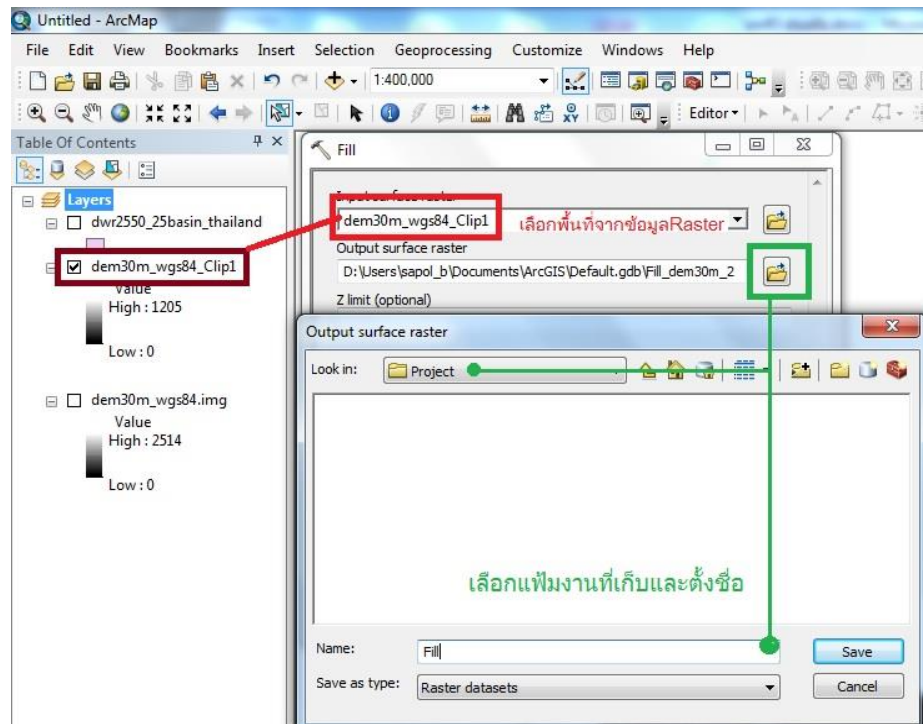 Untitled - ArcMap
File Edit View Bookmarks Insert Selection Geoprocessing Customize Windows Help
1:400,000
Editor
Table Of Contents
Layers
dwr2550_25basin_thailand
dem30m_wgs84_Clip1
Value
High : 1205
Low : 0
dem30m_wgs84.img
Value
High : 2514
Low : 0
Fill
Input surface raster
dem30m_wgs84_Clip1 เลือกพื้นที่จากข้อมูลRaster
Output surface raster
D:\Users\sapol_b\Documents\ArcGIS\Default.gdb\Fill_dem30m_2
Z limit (optional)
Output surface raster
Look in: Project
เลือกแฟ้มงานที่เก็บและตั้งชื่อ
Name: Fill Save
Save as type: Raster datasets Cancel